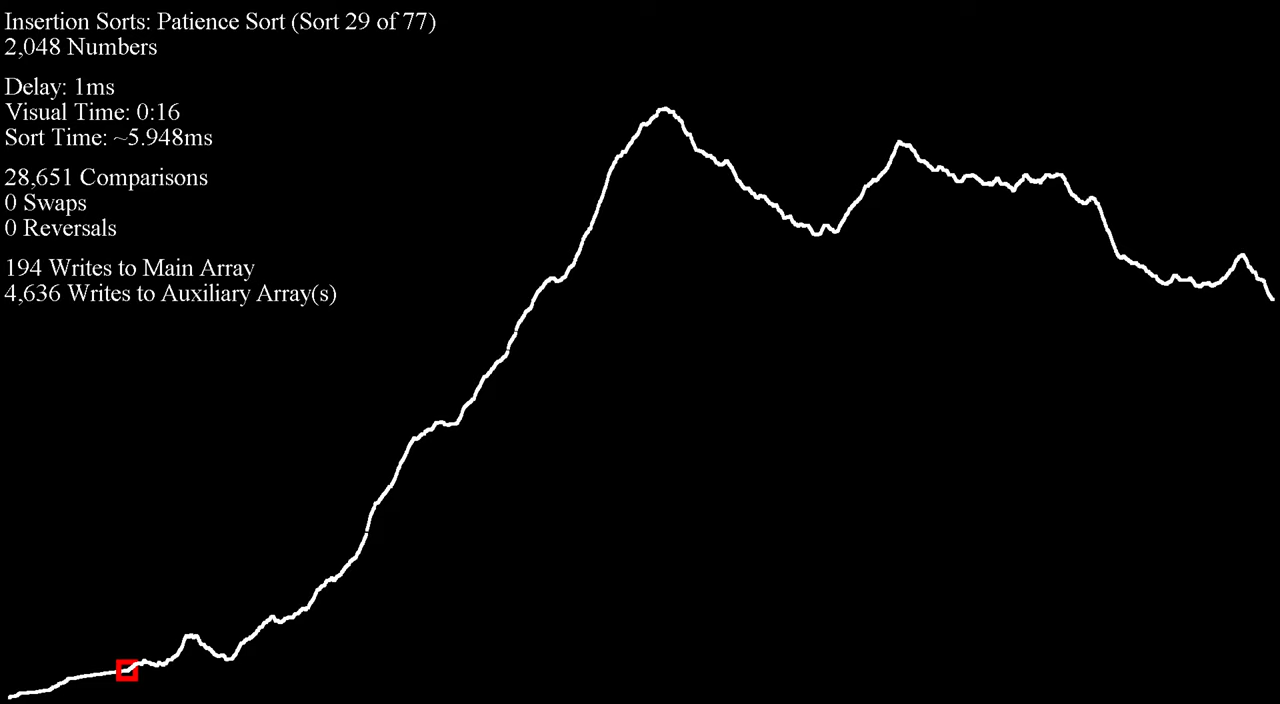 Insertion Sorts: Patience Sort (Sort 29 of 77)
2,048 Numbers
Delay: 1ms
Visual Time: 0:16
Sort Time: ~5.948ms
28,651 Comparisons
0 Swaps
0 Reversals
194 Writes to Main Array
4,636 Writes to Auxiliary Array(s)